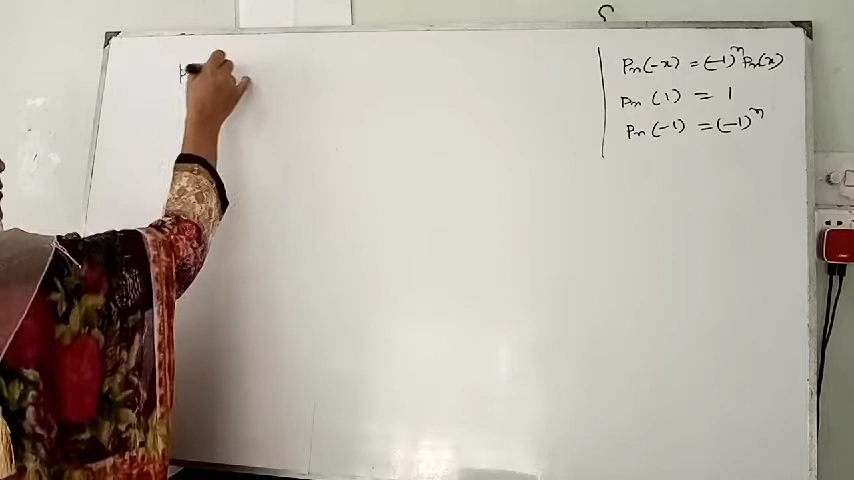 Pn(-x) = (-1)^n Pn(x)
Pn (1) = 1
Pn (-1) = (-1)^n